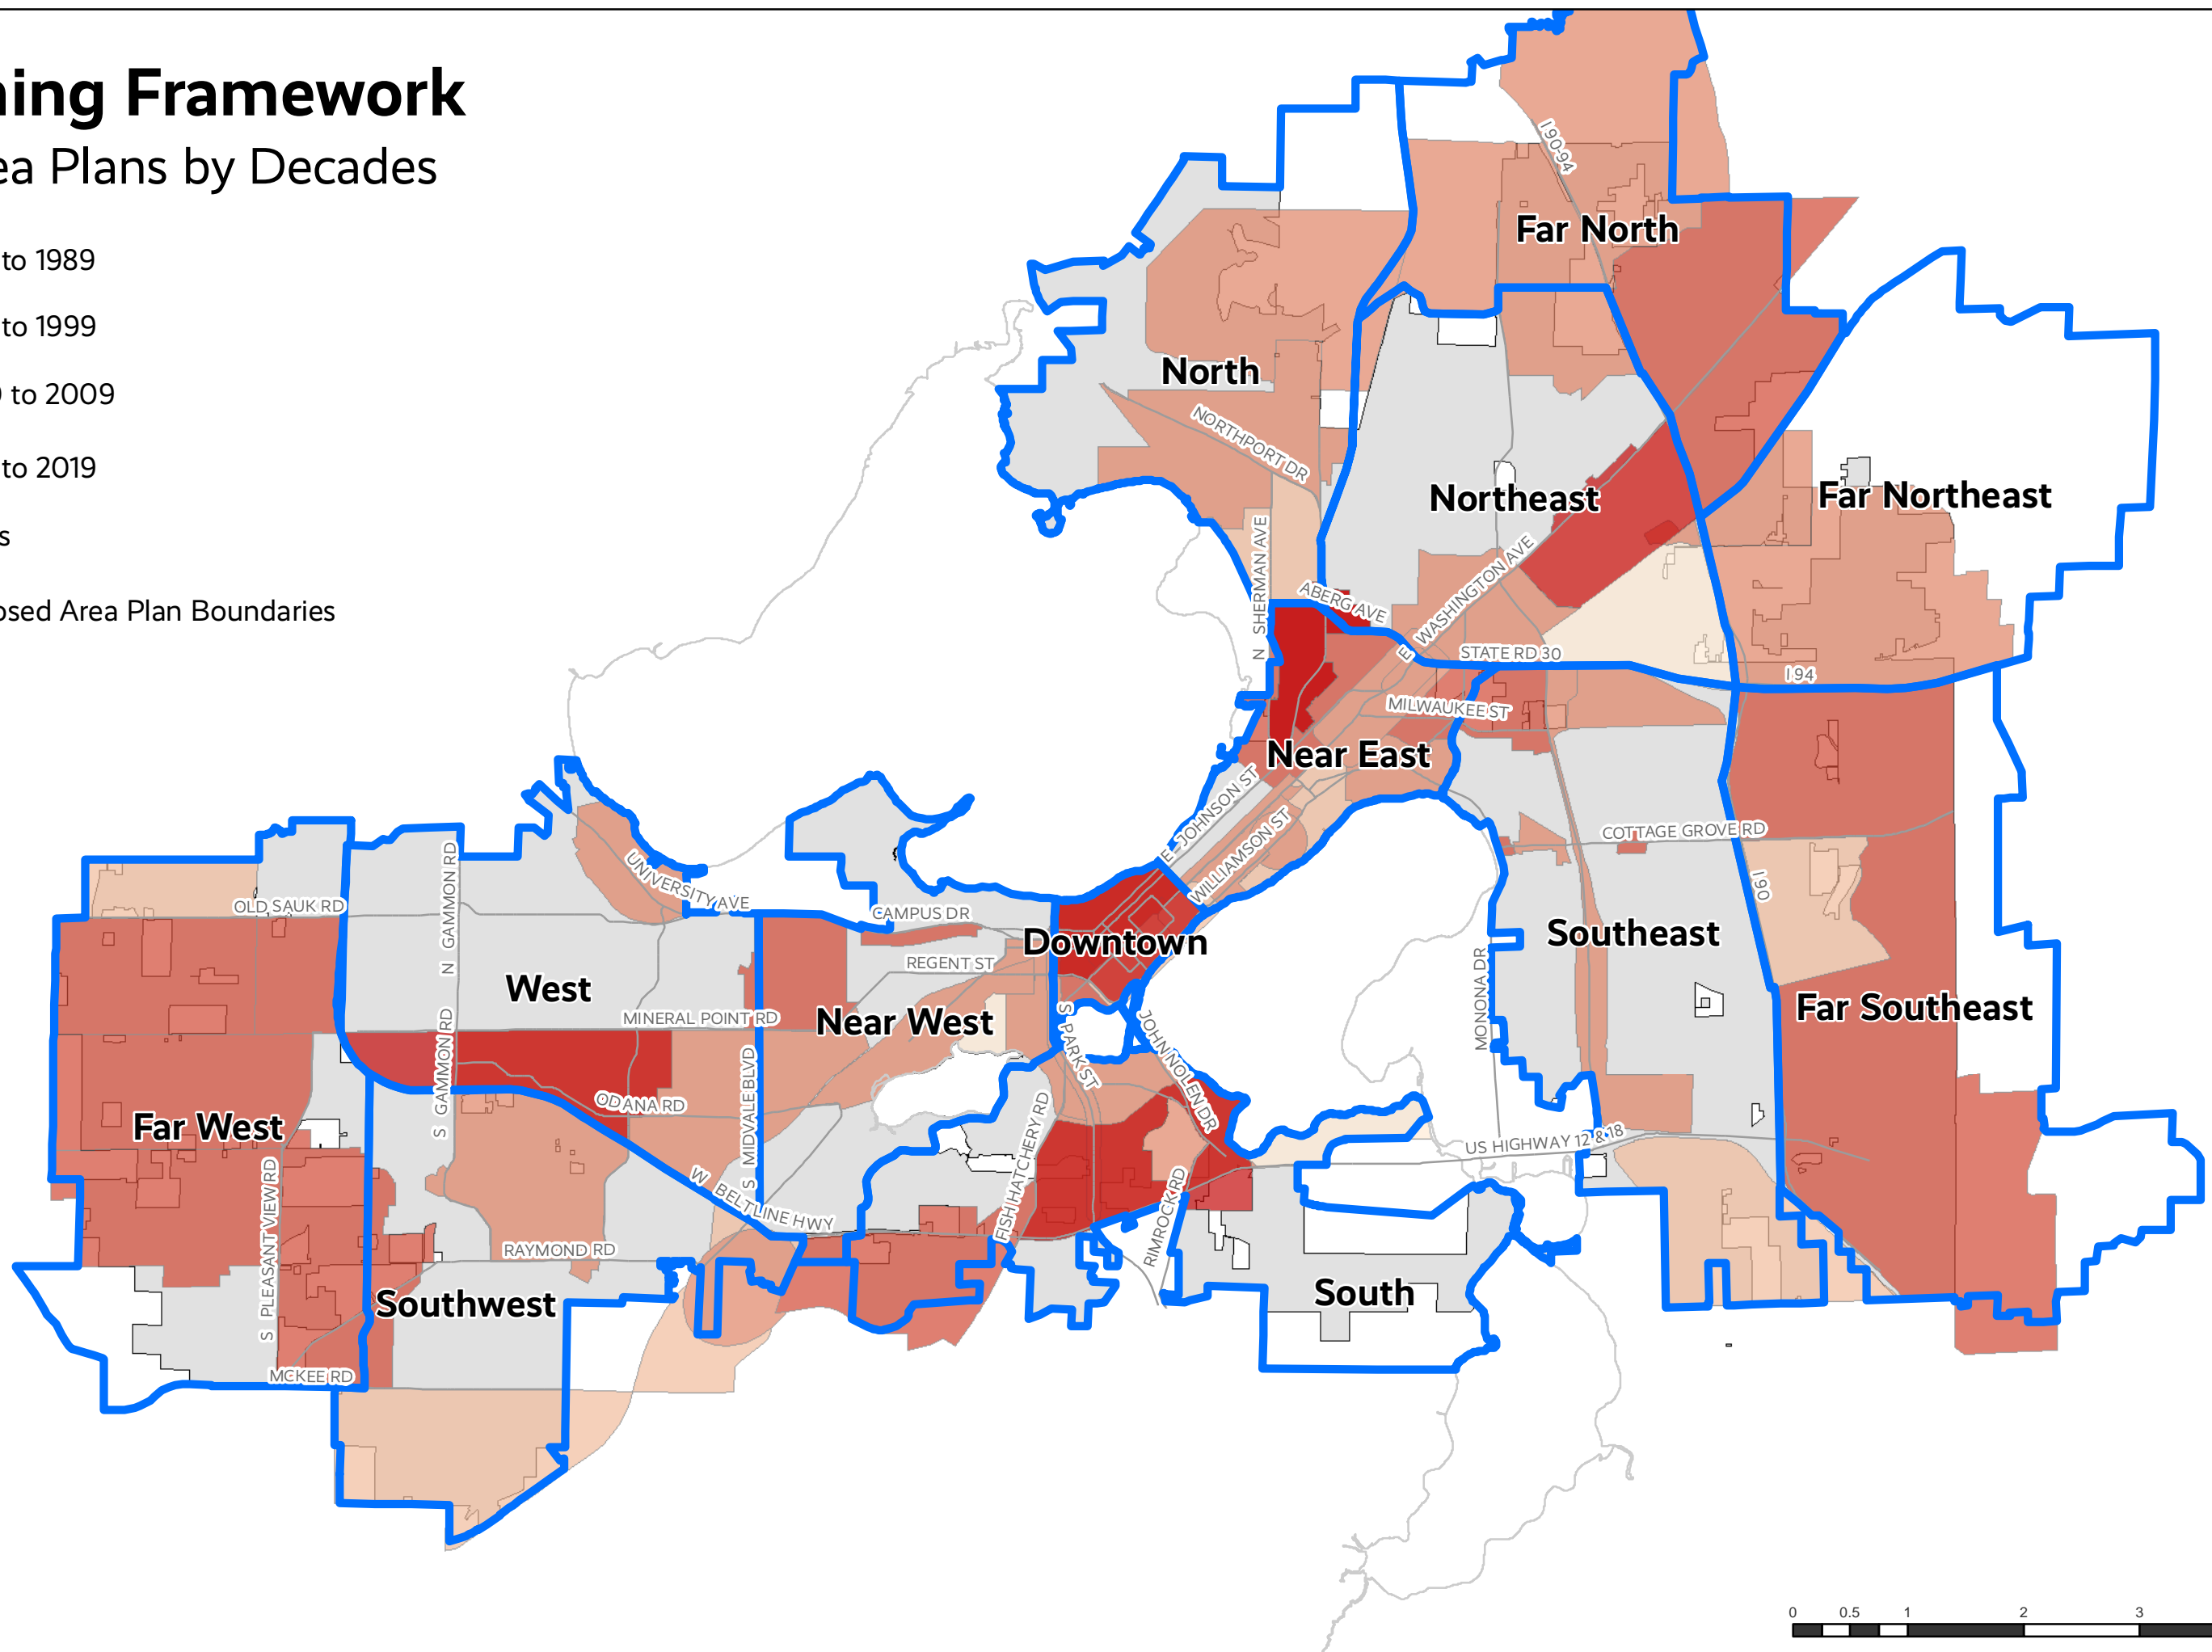 ning Framework
ea Plans by Decades
to 1989
to 1999
to 2009
to 2019
s
osed Area Plan Boundaries
I 90-94
Far North
North
NORTHPORT DR
Northeast
Far Northeast
N SHERMAN AVE
ABERG AVE
E WASHINGTON AVE
STATE RD 30
I 94
MILWAUKEE ST
Near East
E JOHNSON ST
WILLIAMSON ST
COTTAGE GROVE RD
I 90
UNIVERSITY AVE
OLD SAUK RD
N GAMMON RD
CAMPUS DR
Downtown
REGENT ST
Southeast
MONONA DR
West
MINERAL POINT RD
Near West
Far Southeast
S PARK ST
JOHN NOLEN DR
S GAMMON RD
S MIDVALE BLVD
ODANA RD
Far West
FISH HATCHERY RD
US HIGHWAY 12 & 18
W BELTLINE HWY
RIMROCK RD
S PLEASANT VIEW RD
RAYMOND RD
Southwest
South
MCKEE RD
0 0.5 1 2 3